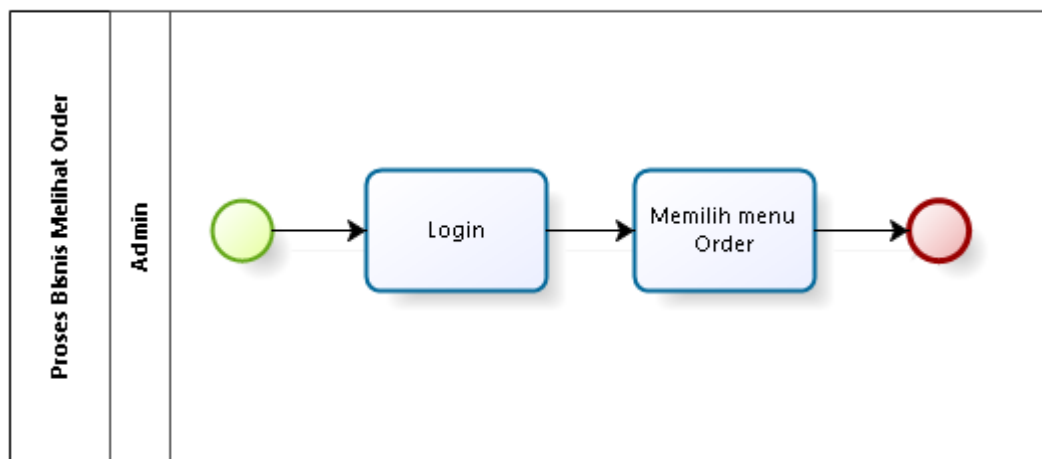 Proses Bisnis Melihat Order
Admin
Login
Memilih menu
Order